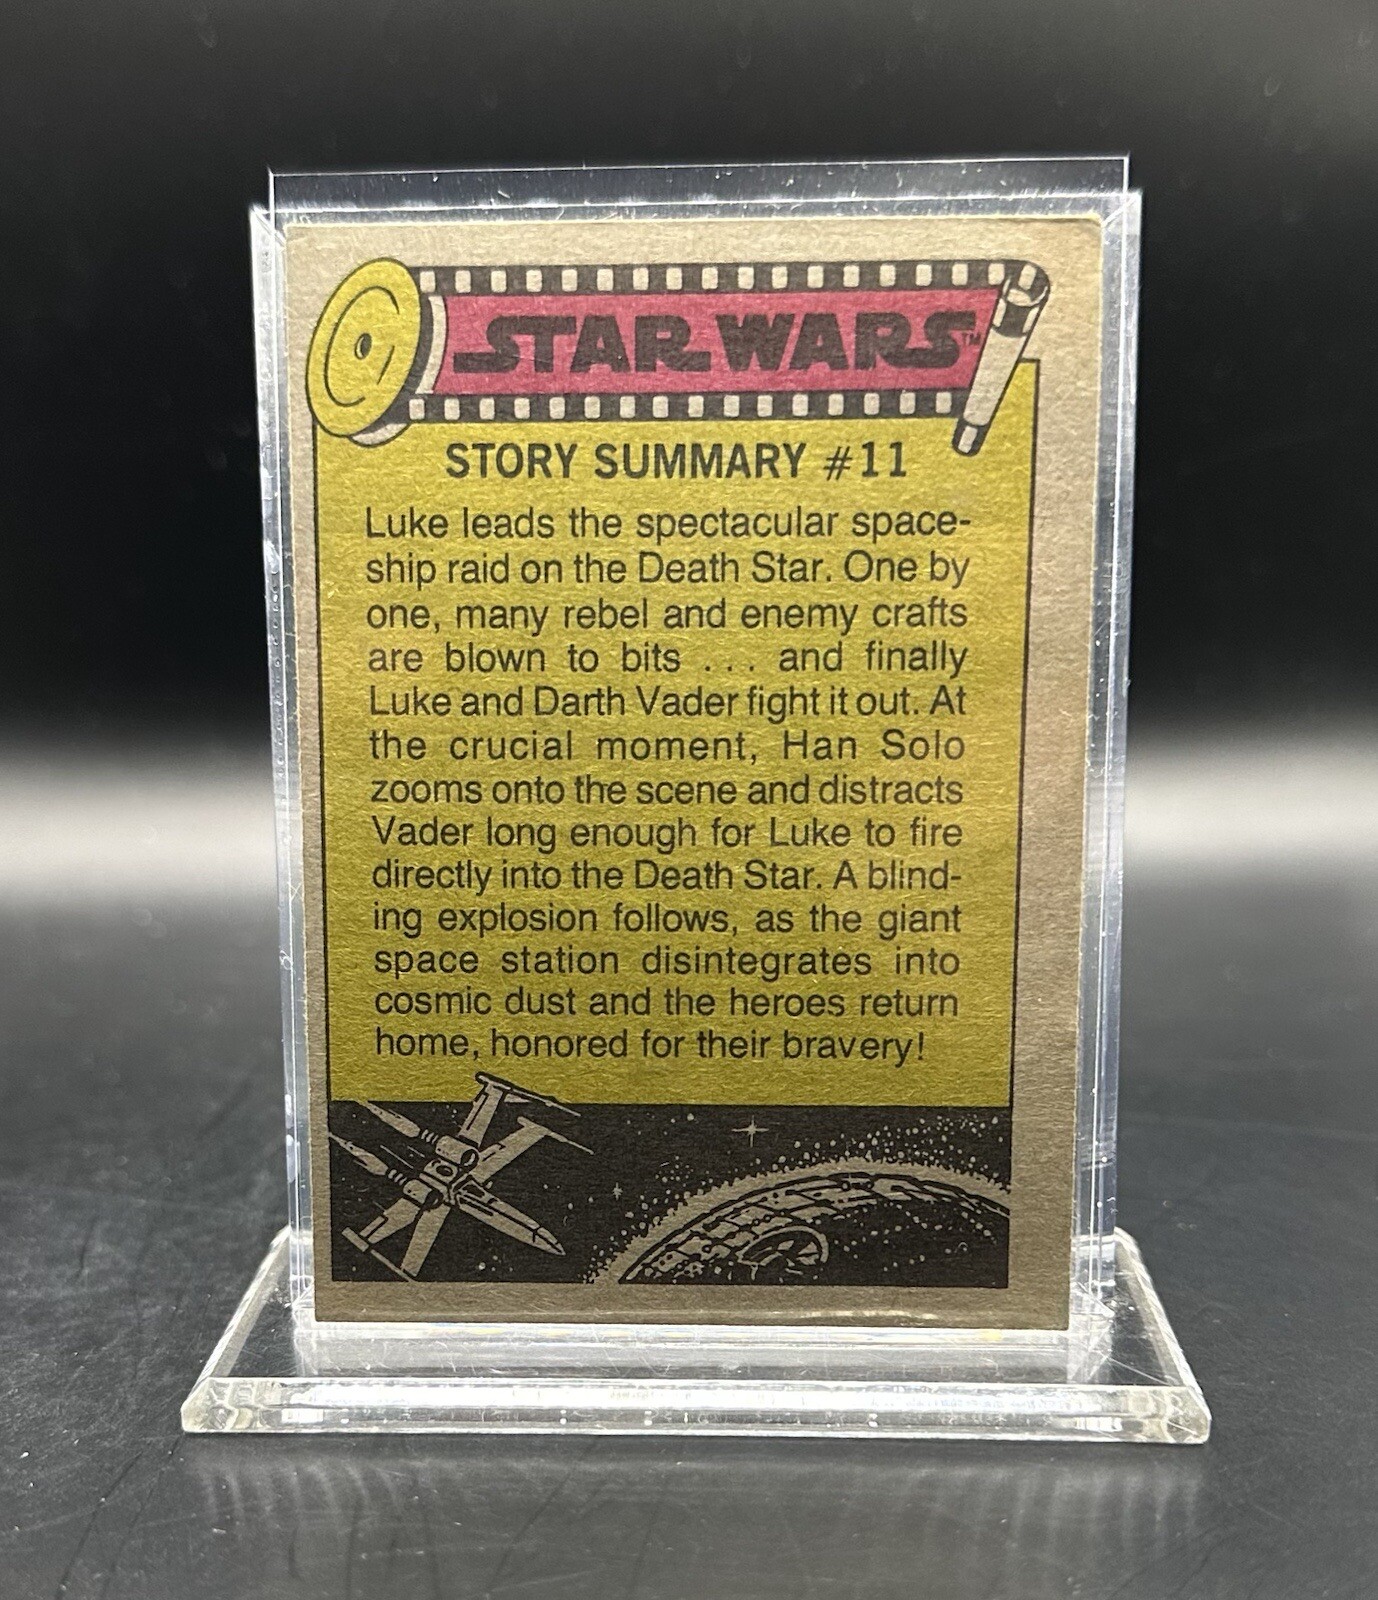 STAR WARS™
STORY SUMMARY #11
Luke leads the spectacular space-
ship raid on the Death Star. One by
one, many rebel and enemy crafts
are blown to bits ... and finally
Luke and Darth Vader fight it out. At
the crucial moment, Han Solo
zooms onto the scene and distracts
Vader long enough for Luke to fire
directly into the Death Star. A blind-
ing explosion follows, as the giant
space station disintegrates into
cosmic dust and the heroes return
home, honored for their bravery!